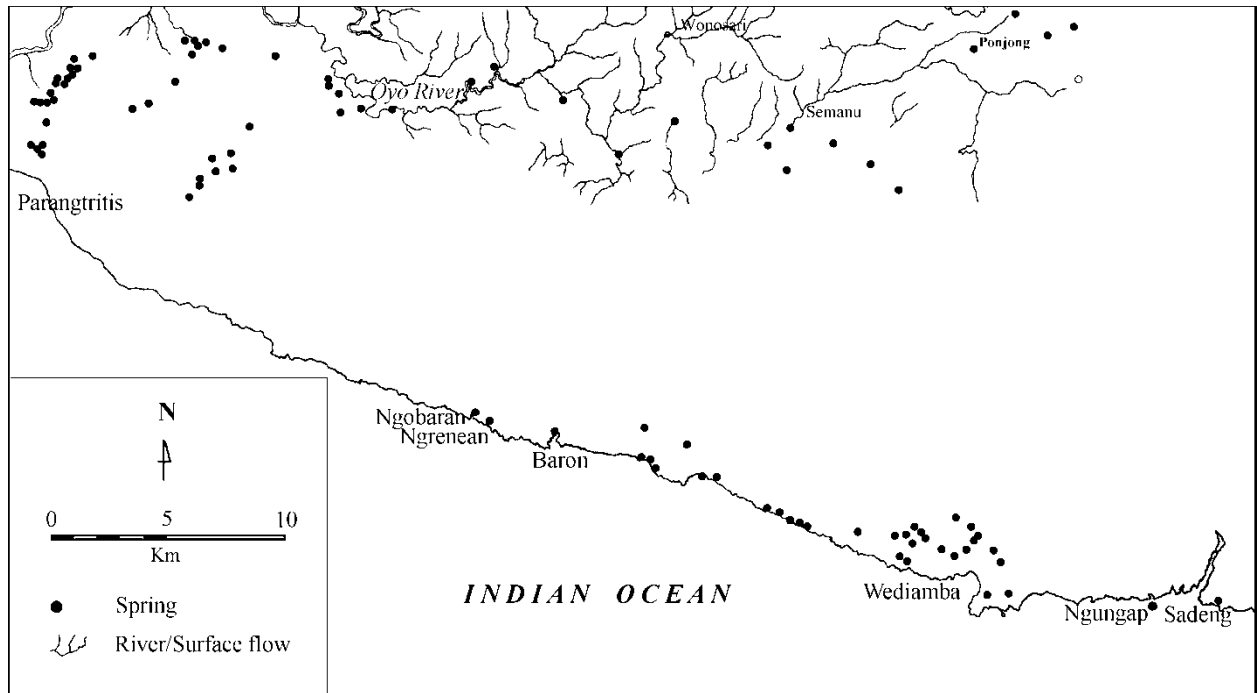 Wonosari
Ponjong
Oyo River
Semanu
Parangtritis
Ngobaran
Ngrenean
Baron
N
0 5 10
Km
INDIAN OCEAN
Wediamba
Ngungap Sadeng
Spring
River/Surface flow